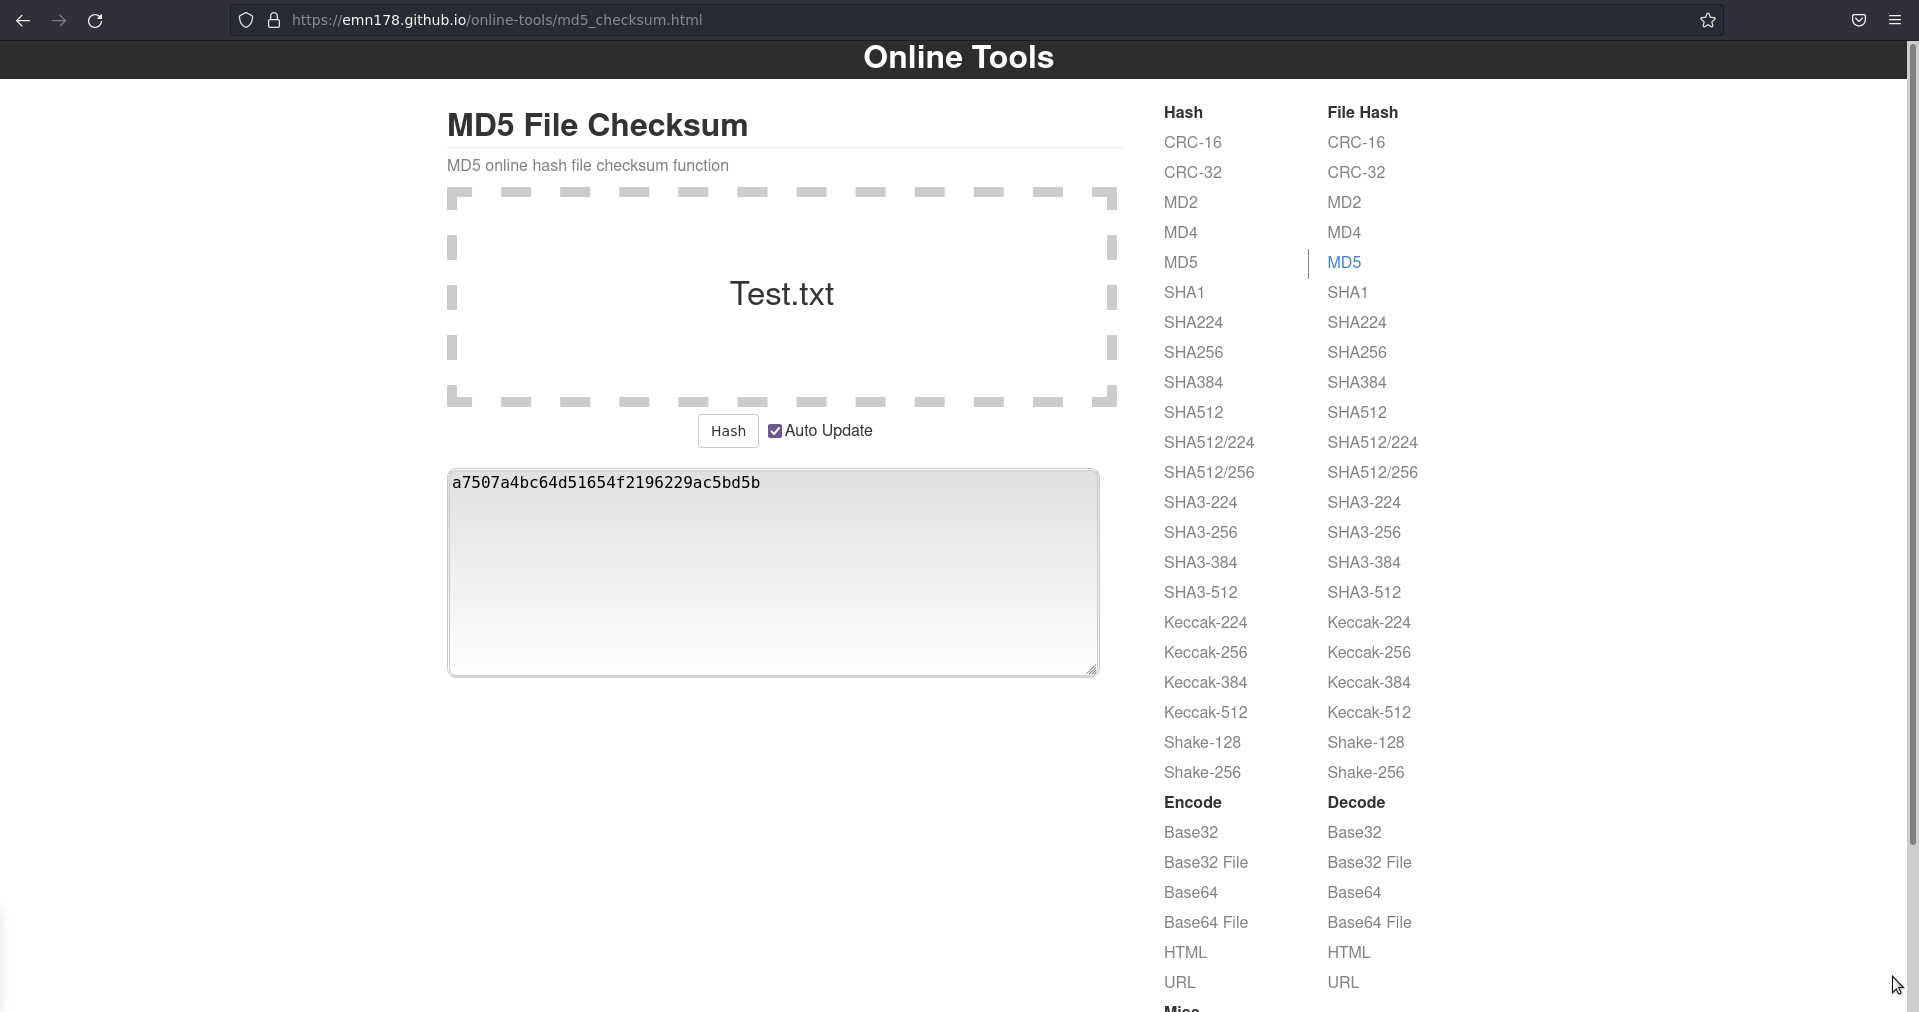 https://emn178.github.io/online-tools/md5_checksum.html
Online Tools
MD5 File Checksum
MD5 online hash file checksum function
Test.txt
Hash
Auto Update
a7507a4bc64d51654f2196229ac5bd5b
Hash
CRC-16
CRC-32
MD2
MD4
MD5
SHA1
SHA224
SHA256
SHA384
SHA512
SHA512/224
SHA512/256
SHA3-224
SHA3-256
SHA3-384
SHA3-512
Keccak-224
Keccak-256
Keccak-384
Keccak-512
Shake-128
Shake-256
Encode
Base32
Base32 File
Base64
Base64 File
HTML
URL
Misc
File Hash
CRC-16
CRC-32
MD2
MD4
MD5
SHA1
SHA224
SHA256
SHA384
SHA512
SHA512/224
SHA512/256
SHA3-224
SHA3-256
SHA3-384
SHA3-512
Keccak-224
Keccak-256
Keccak-384
Keccak-512
Shake-128
Shake-256
Decode
Base32
Base32 File
Base64
Base64 File
HTML
URL